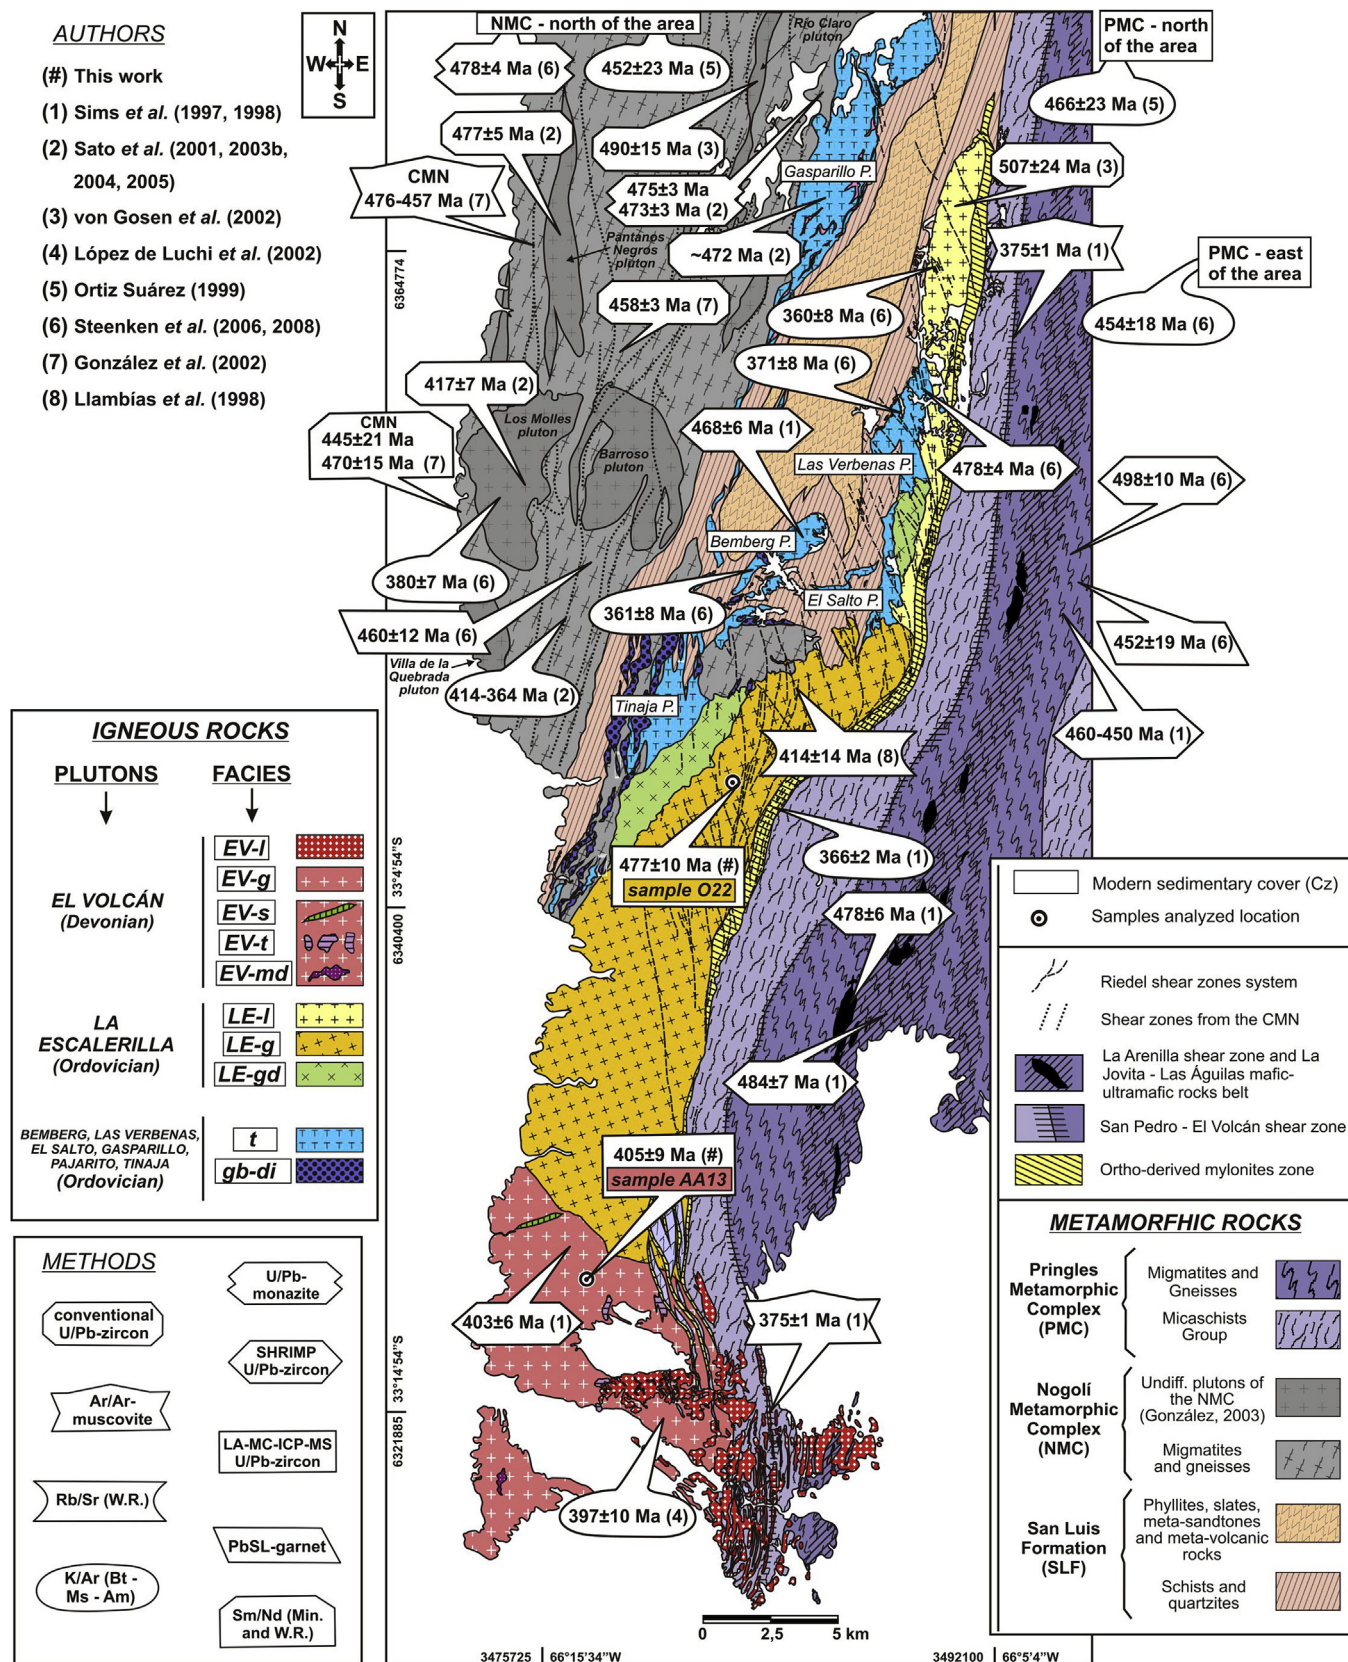 AUTHORS
(#) This work
(1) Sims et al. (1997, 1998)
(2) Sato et al. (2001, 2003b,
2004, 2005)
(3) von Gosen et al. (2002)
(4) López de Luchi et al. (2002)
(5) Ortiz Suárez (1999)
(6) Steenken et al. (2006, 2008)
(7) González et al. (2002)
(8) Llambías et al. (1998)
N
W E
S
NMC - north of the area
478±4 Ma (6)
452±23 Ma (5)
Río Claro
pluton
PMC - north
of the area
466±23 Ma (5)
477±5 Ma (2)
490±15 Ma (3)
507±24 Ma (3)
CMN
476-457 Ma (7)
475±3 Ma
473±3 Ma (2)
Gasparillo P.
Pantanos
Negros
pluton
~472 Ma (2)
375±1 Ma (1)
PMC - east
of the area
454±18 Ma (6)
6364774
458±3 Ma (7)
360±8 Ma (6)
371±8 Ma (6)
417±7 Ma (2)
Los Molles
pluton
CMN
445±21 Ma
470±15 Ma (7)
Barroso
pluton
468±6 Ma (1)
Las Verbenas P.
478±4 Ma (6)
498±10 Ma (6)
Bemberg P.
380±7 Ma (6)
361±8 Ma (6)
El Salto P.
460±12 Ma (6)
452±19 Ma (6)
Villa de la
Quebrada
pluton
414-364 Ma (2)
Tinaja P.
460-450 Ma (1)
414±14 Ma (8)
477±10 Ma (#)
sample O22
366±2 Ma (1)
33°4'54''S
6340400
478±6 Ma (1)
484±7 Ma (1)
405±9 Ma (#)
sample AA13
403±6 Ma (1)
375±1 Ma (1)
33°14'54''S
6321885
397±10 Ma (4)
0 2,5 5 km
3475725 66°15'34''W
3492100 66°5'4''W
IGNEOUS ROCKS
PLUTONS FACIES
EL VOLCÁN
(Devonian)
EV-l
EV-g
EV-s
EV-t
EV-md
LA
ESCALERILLA
(Ordovician)
LE-l
LE-g
LE-gd
BEMBERG, LAS VERBENAS,
EL SALTO, GASPARILLO,
PAJARITO, TINAJA
(Ordovician)
t
gb-di
METHODS
U/Pb-
monazite
conventional
U/Pb-zircon
SHRIMP
U/Pb-zircon
Ar/Ar-
muscovite
LA-MC-ICP-MS
U/Pb-zircon
Rb/Sr (W.R.)
PbSL-garnet
K/Ar (Bt -
Ms - Am)
Sm/Nd (Min.
and W.R.)
Modern sedimentary cover (Cz)
Samples analyzed location
Riedel shear zones system
Shear zones from the CMN
La Arenilla shear zone and La
Jovita - Las Águilas mafic-
ultramafic rocks belt
San Pedro - El Volcán shear zone
Ortho-derived mylonites zone
METAMORFHIC ROCKS
Pringles
Metamorphic
Complex
(PMC)
Migmatites and
Gneisses
Micaschists
Group
Nogolí
Metamorphic
Complex
(NMC)
Undiff. plutons of
the NMC
(González, 2003)
Migmatites
and gneisses
San Luis
Formation
(SLF)
Phyllites, slates,
meta-sandtones
and meta-volcanic
rocks
Schists and
quartzites